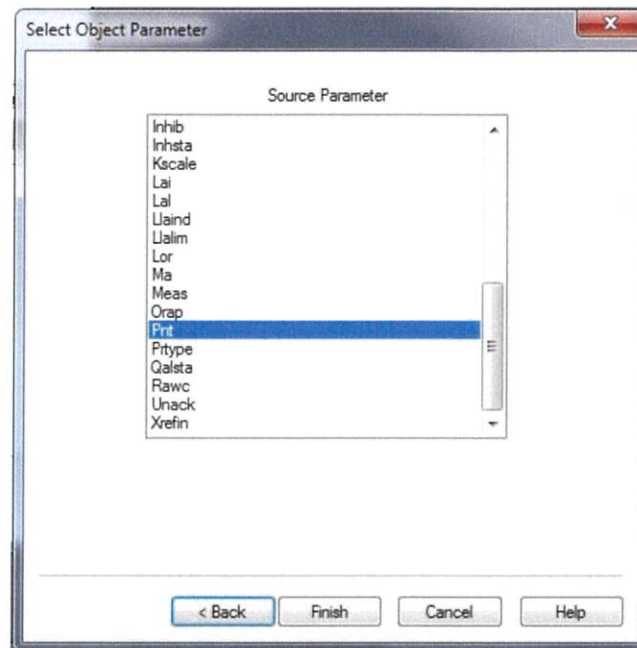 Select Object Parameter
Source Parameter
Inhib
Inhsta
Kscale
Lai
Lal
Llaind
Llalim
Lor
Ma
Meas
Orap
Pnt
Prtype
Qalsta
Rawc
Unack
Xrefin
< Back
Finish
Cancel
Help